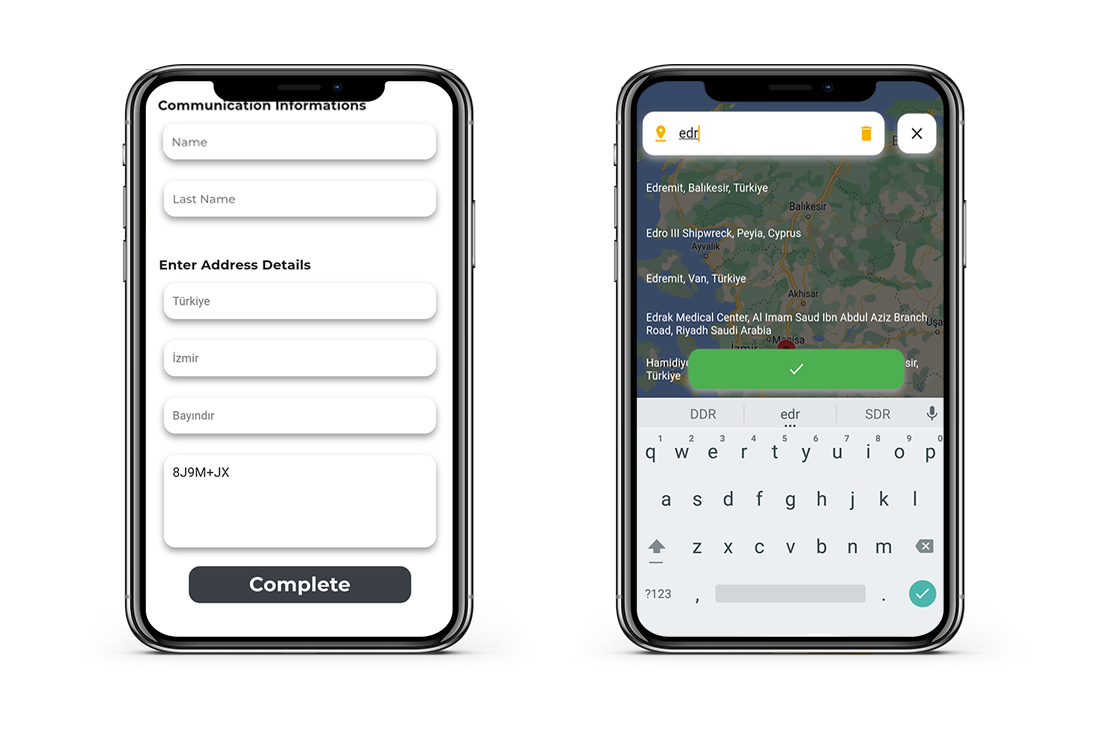 Communication Informations
Name
Last Name
Enter Address Details
Türkiye
İzmir
Bayındır
8J9M+JX
Complete
edr
Edremit, Balıkesir, Türkiye
Balıkesir
Edro III Shipwreck, Peyia, Cyprus
Ayvalık
Edremit, Van, Türkiye
Akhisar
Edrak Medical Center, Al Imam Saud Ibn Abdul Aziz Branch
Road, Riyadh Saudi Arabia
Uşa
İzmir
Manisa
Hamidiye
sir,
Türkiye
DDR edr SDR
1 2 3 4 5 6 7 8 9 0
q w e r t y u i o p
a s d f g h j k l
z x c v b n m
?123 , .